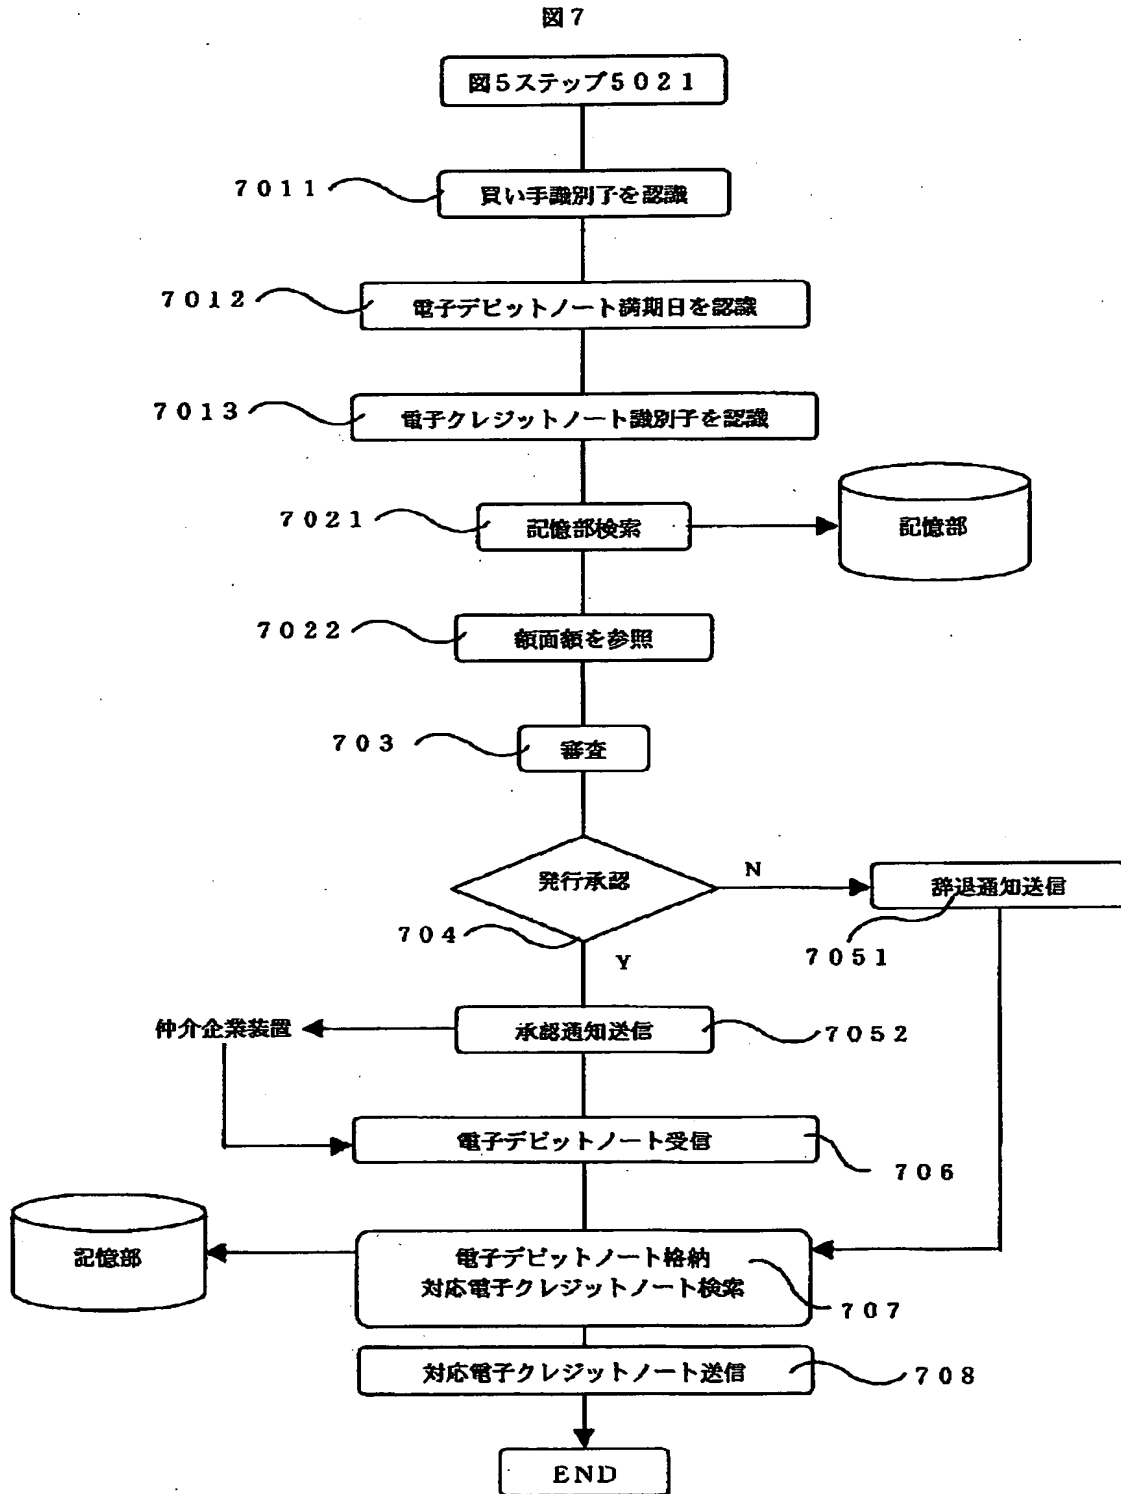 図7
図5ステップ5021
7011
買い手識別子を認識
7012
電子デビットノート満期日を認識
7013
電子クレジットノート識別子を認識
7021
記憶部検索
記憶部
7022
額面額を参照
703
審査
発行承認
N
辞退通知送信
704
7051
Y
仲介企業装置
承認通知送信
7052
電子デビットノート受信
706
記憶部
電子デビットノート格納
対応電子クレジットノート検索
707
対応電子クレジットノート送信
708
END